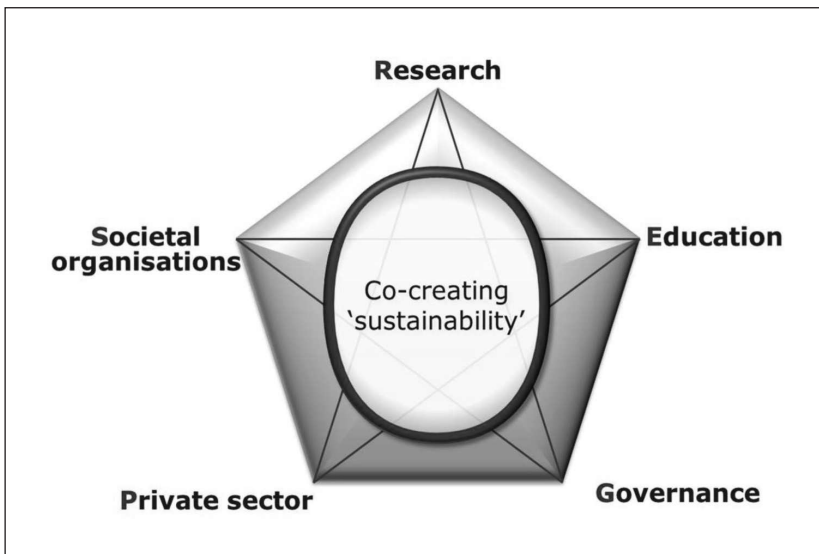 Research
Societal
organisations
Education
Co-creating
‘sustainability’
Private sector
Governance